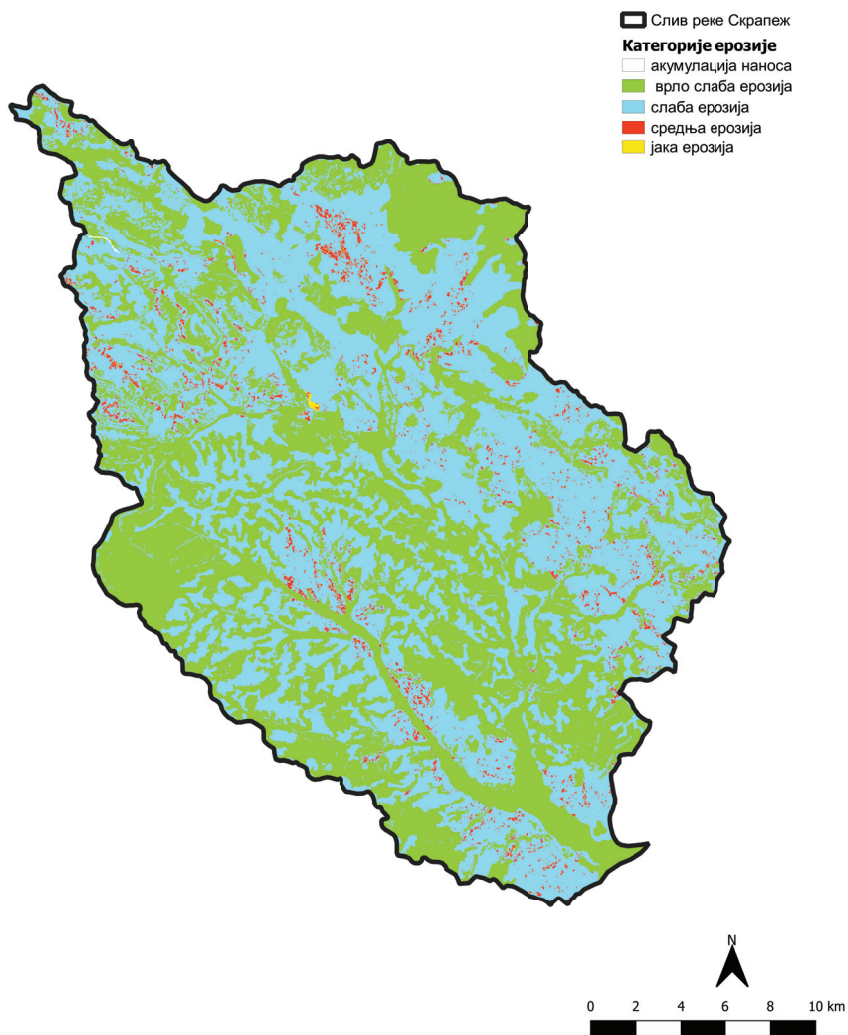 Слив реке Скрапеж
Категорије ерозије
акумулација наноса
врло слаба ерозија
слаба ерозија
средња ерозија
јака ерозија
N
0 2 4 6 8 10 km